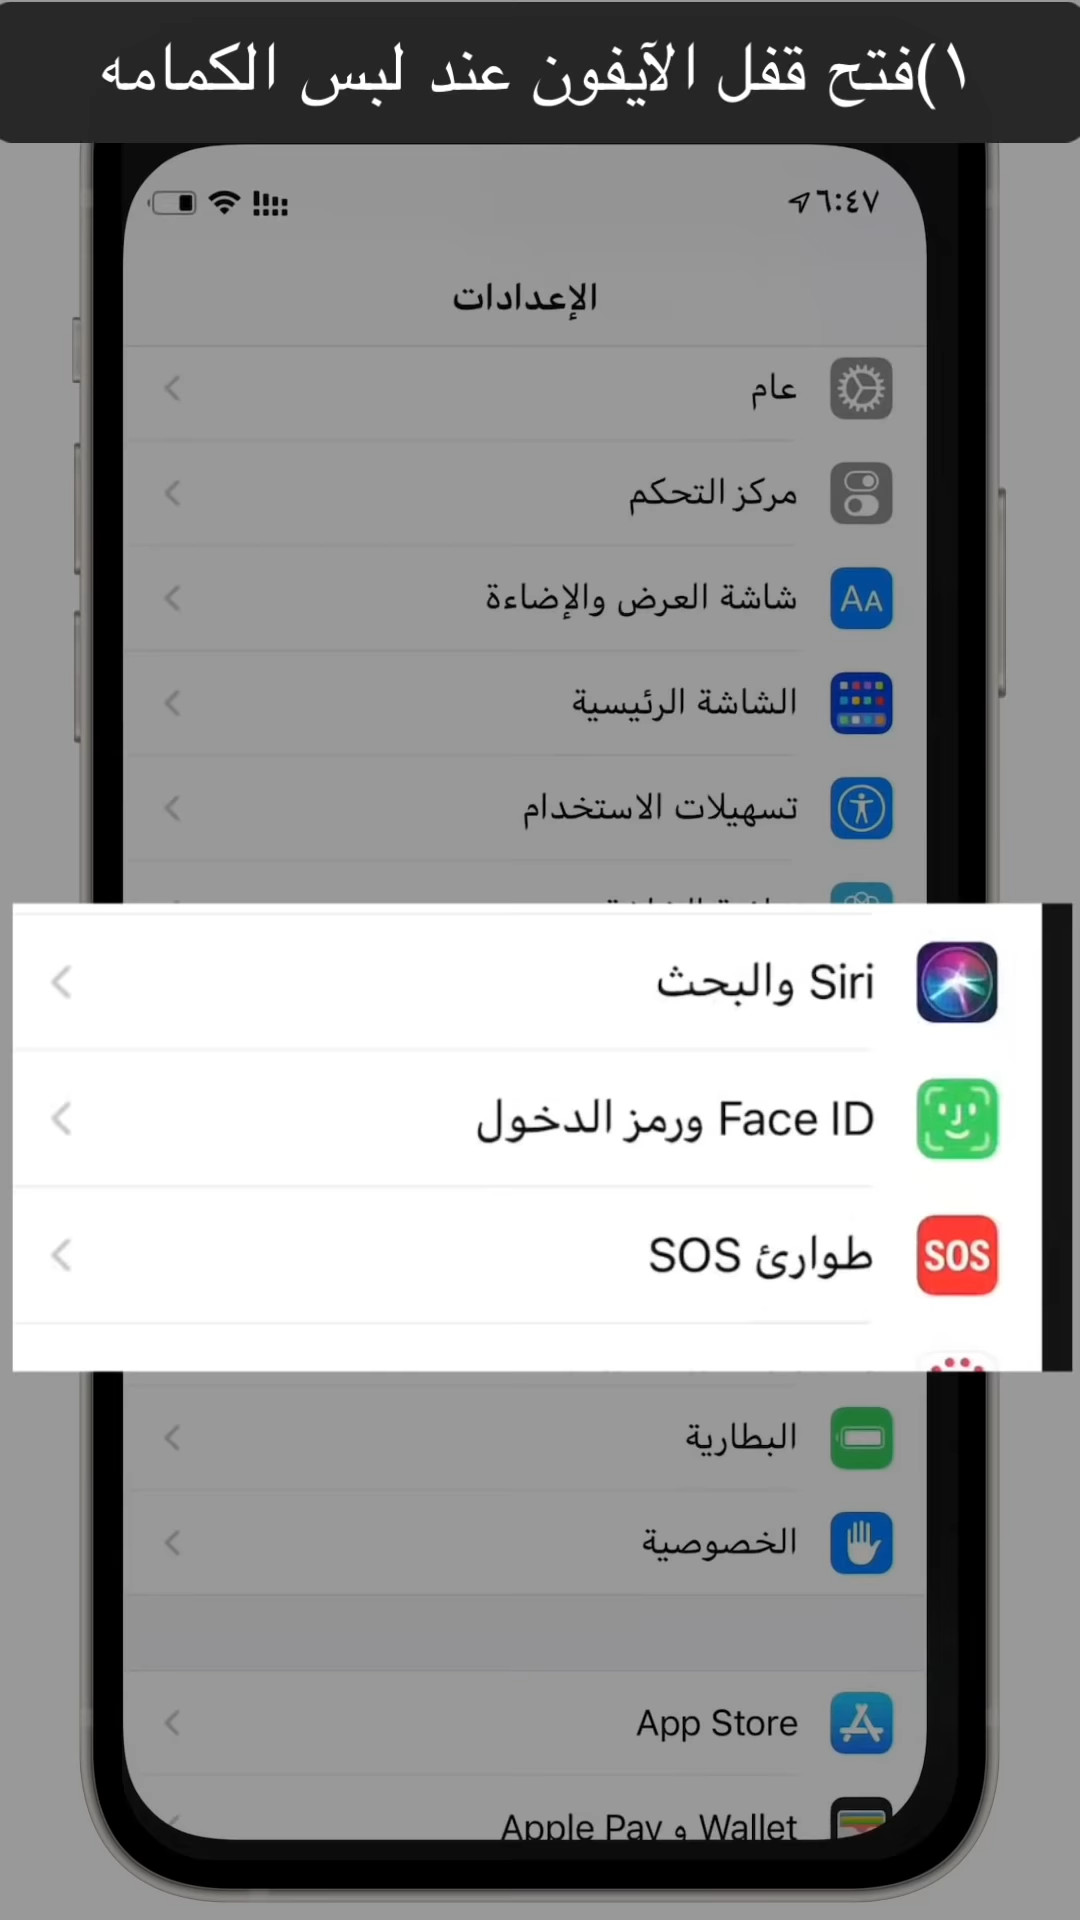 ١)فتح قفل الآيفون عند لبس الكمامه
٦:٤٧
الإعدادات
عام
مركز التحكم
شاشة العرض والإضاءة
AA
الشاشة الرئيسية
تسهيلات الاستخدام
Siri والبحث
Face ID ورمز الدخول
طوارئ SOS
SOS
البطارية
الخصوصية
App Store
Wallet و Apple Pay